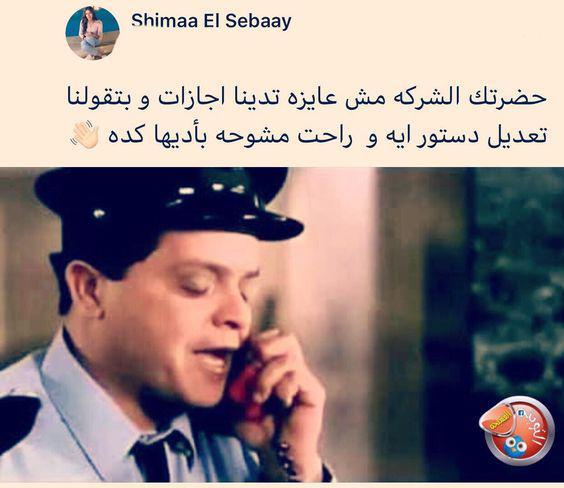 Shimaa El Sebaay
حضرتك الشركه مش عايزه تدينا اجازات و بتقولنا
تعديل دستور ايه و راحت مشوحه بأديها كده 👋🏻